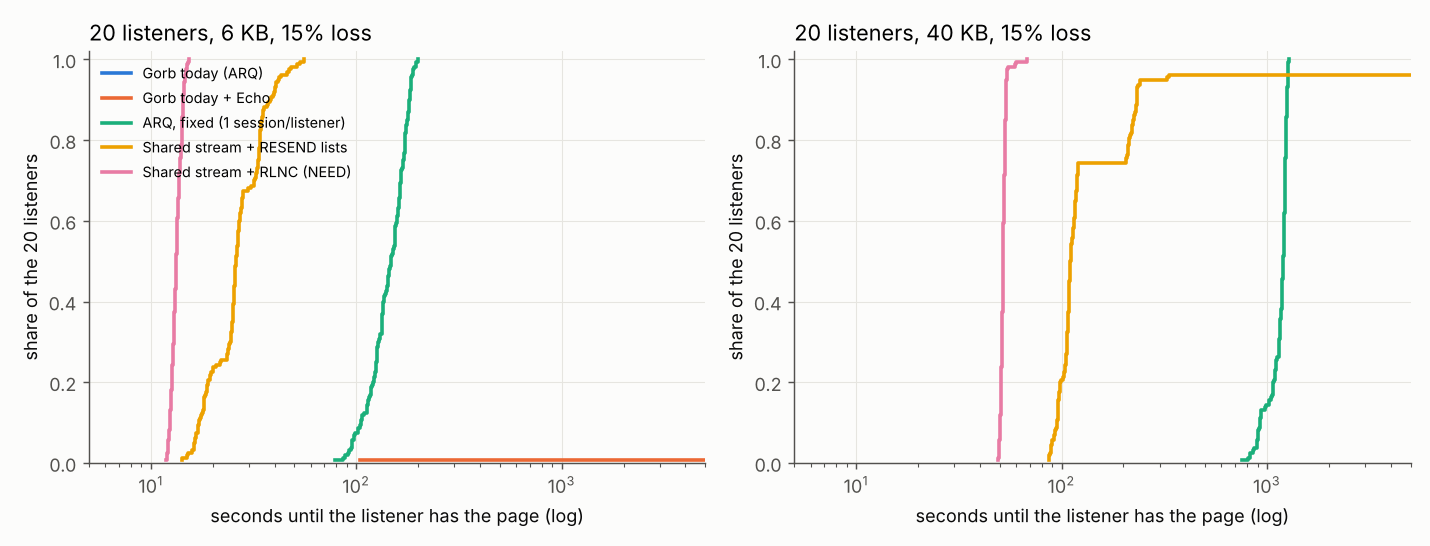 20 listeners, 6 KB, 15% loss
1.0
0.8
0.6
0.4
0.2
0.0
share of the 20 listeners
Gorb today (ARQ)
Gorb today + Echo
ARQ, fixed (1 session/listener)
Shared stream + RESEND lists
Shared stream + RLNC (NEED)
10¹
10²
10³
seconds until the listener has the page (log)
20 listeners, 40 KB, 15% loss
1.0
0.8
0.6
0.4
0.2
0.0
share of the 20 listeners
10¹
10²
10³
seconds until the listener has the page (log)